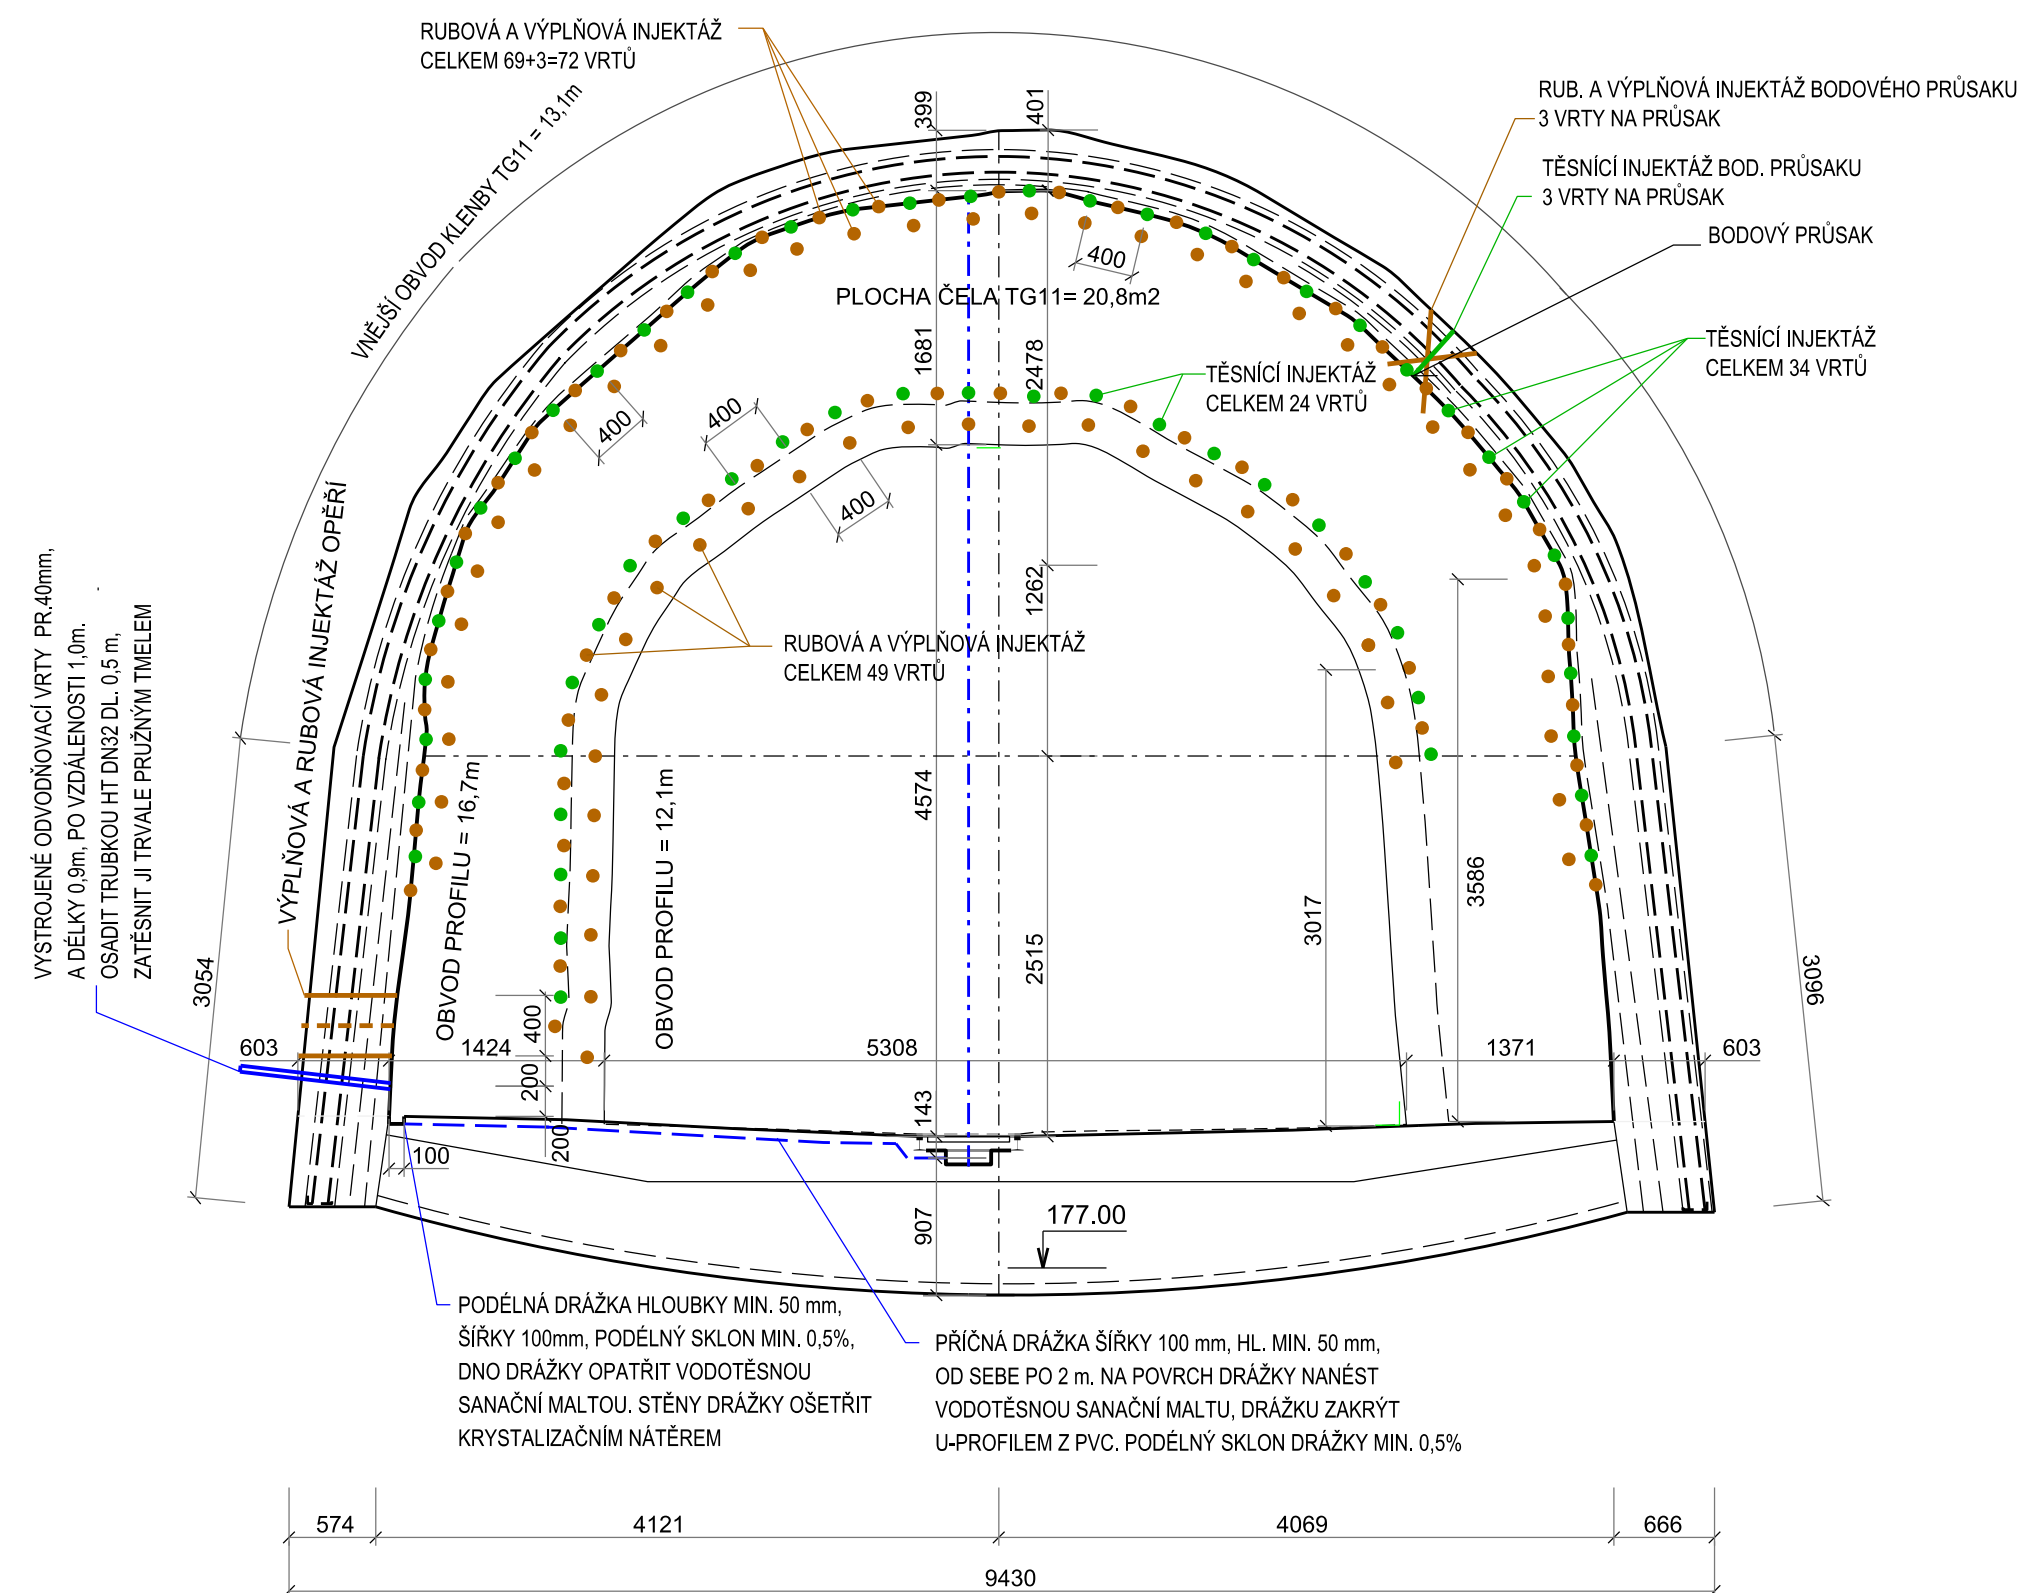 RUBOVÁ A VÝPLŇOVÁ INJEKTÁŽ
CELKEM 69+3=72 VRTŮ
399
401
RUB. A VÝPLŇOVÁ INJEKTÁŽ BODOVÉHO PRŮSAKU
3 VRTY NA PRŮSAK
TĚSNÍCÍ INJEKTÁŽ BOD. PRŮSAKU
3 VRTY NA PRŮSAK
BODOVÝ PRŮSAK
VNĚJŠÍ OBVOD KLENBY TG11 = 13,1m
400
PLOCHA ČELA TG11= 20,8m2
1681
2478
TĚSNÍCÍ INJEKTÁŽ
CELKEM 34 VRTŮ
TĚSNÍCÍ INJEKTÁŽ
CELKEM 24 VRTŮ
400
400
400
1262
RUBOVÁ A VÝPLŇOVÁ INJEKTÁŽ
CELKEM 49 VRTŮ
VYSTROJENÉ ODVODŇOVACÍ VRTY PR.40mm,
A DÉLKY 0,9m, PO VZDÁLENOSTI 1,0m.
OSADIT TRUBKOU HT DN32 DL. 0,5 m,
ZATĚSNIT JI TRVALE PRUŽNÝM TMELEM
VÝPLŇOVÁ A RUBOVÁ INJEKTÁŽ OPĚŘÍ
OBVOD PROFILU = 16,7m
OBVOD PROFILU = 12,1m
4574
2515
3017
3586
3054
3096
400
200
200
603
1424
5308
1371
603
143
100
907
177.00
PODÉLNÁ DRÁŽKA HLOUBKY MIN. 50 mm,
ŠÍŘKY 100mm, PODÉLNÝ SKLON MIN. 0,5%,
DNO DRÁŽKY OPATŘIT VODOTĚSNOU
SANAČNÍ MALTOU. STĚNY DRÁŽKY OŠETŘIT
KRYSTALIZAČNÍM NÁTĚREM
PŘÍČNÁ DRÁŽKA ŠÍŘKY 100 mm, HL. MIN. 50 mm,
OD SEBE PO 2 m. NA POVRCH DRÁŽKY NANÉST
VODOTĚSNOU SANAČNÍ MALTU, DRÁŽKU ZAKRÝT
U-PROFILEM Z PVC. PODÉLNÝ SKLON DRÁŽKY MIN. 0,5%
574
4121
4069
666
9430